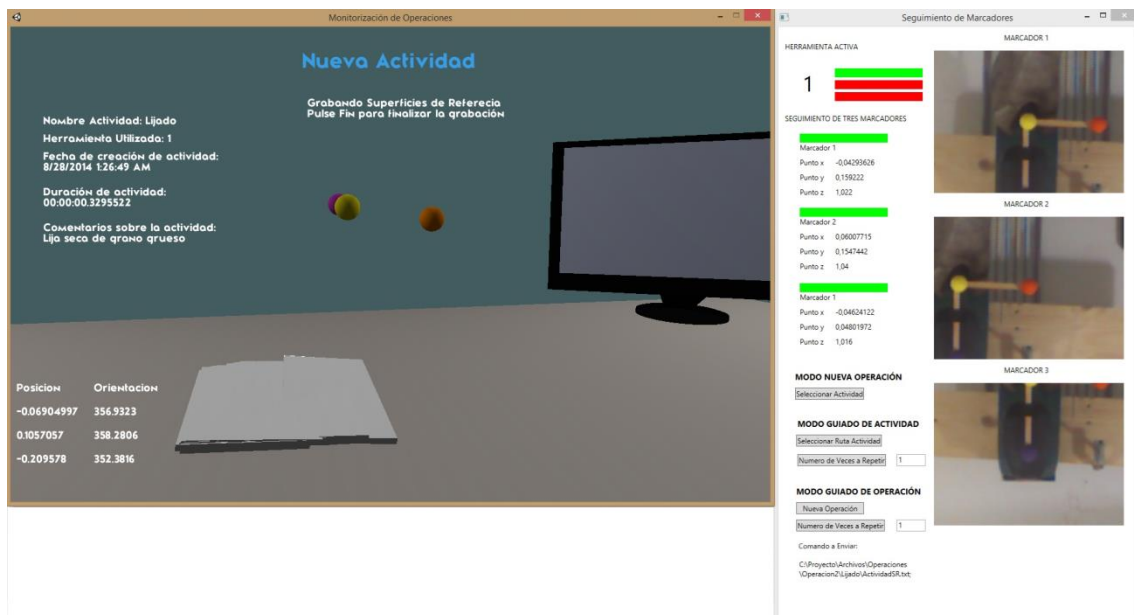 Monitorización de Operaciones
Nueva Actividad
Grabando Superficies de Referecia
Pulse Fin para finalizar la grabación
Nombre Actividad: Lijado
Herramienta Utilizada: 1
Fecha de creación de actividad:
8/28/2014 1:26:49 AM
Duración de actividad:
00:00:00.3295522
Comentarios sobre la actividad:
Lija seca de grano grueso
Posicion Orientacion
-0.06904997 356.9323
0.1057057 358.2806
-0.209578 352.3816
Seguimiento de Marcadores
HERRAMIENTA ACTIVA
1
SEGUIMIENTO DE TRES MARCADORES
Marcador 1
Punto x -0,04293626
Punto y 0,159222
Punto z 1,022
Marcador 2
Punto x 0,06007715
Punto y 0,1547442
Punto z 1,04
Marcador 1
Punto x -0,04624122
Punto y 0,04801972
Punto z 1,016
MODO NUEVA OPERACIÓN
Seleccionar Actividad
MODO GUIADO DE ACTIVIDAD
Seleccionar Ruta Actividad
Numero de Veces a Repetir 1
MODO GUIADO DE OPERACIÓN
Nueva Operación
Numero de Veces a Repetir 1
Comando a Enviar:
C:\Proyecto\Archivos\Operaciones
\Operacion2\Lijado\ActividadSR.txt;
MARCADOR 1
MARCADOR 2
MARCADOR 3